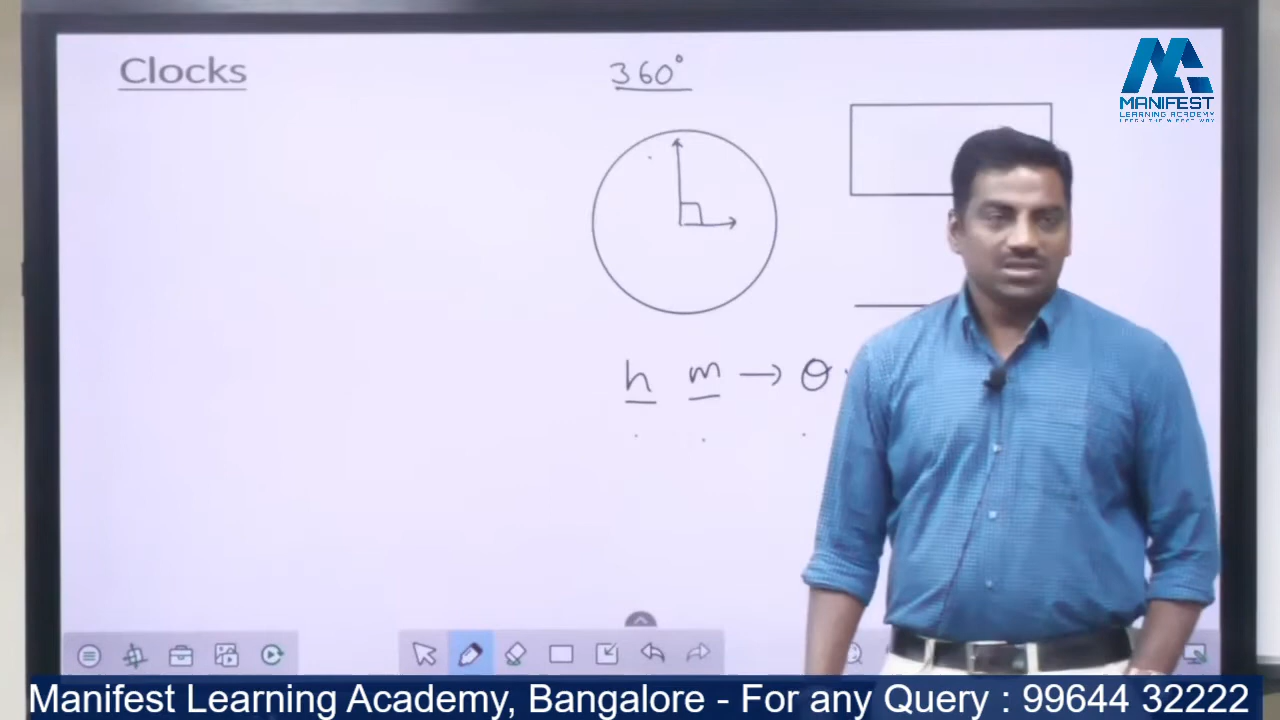 Clocks
360°
MANIFEST
LEARNING ACADEMY
h m → θ
Manifest Learning Academy, Bangalore - For any Query : 99644 32222